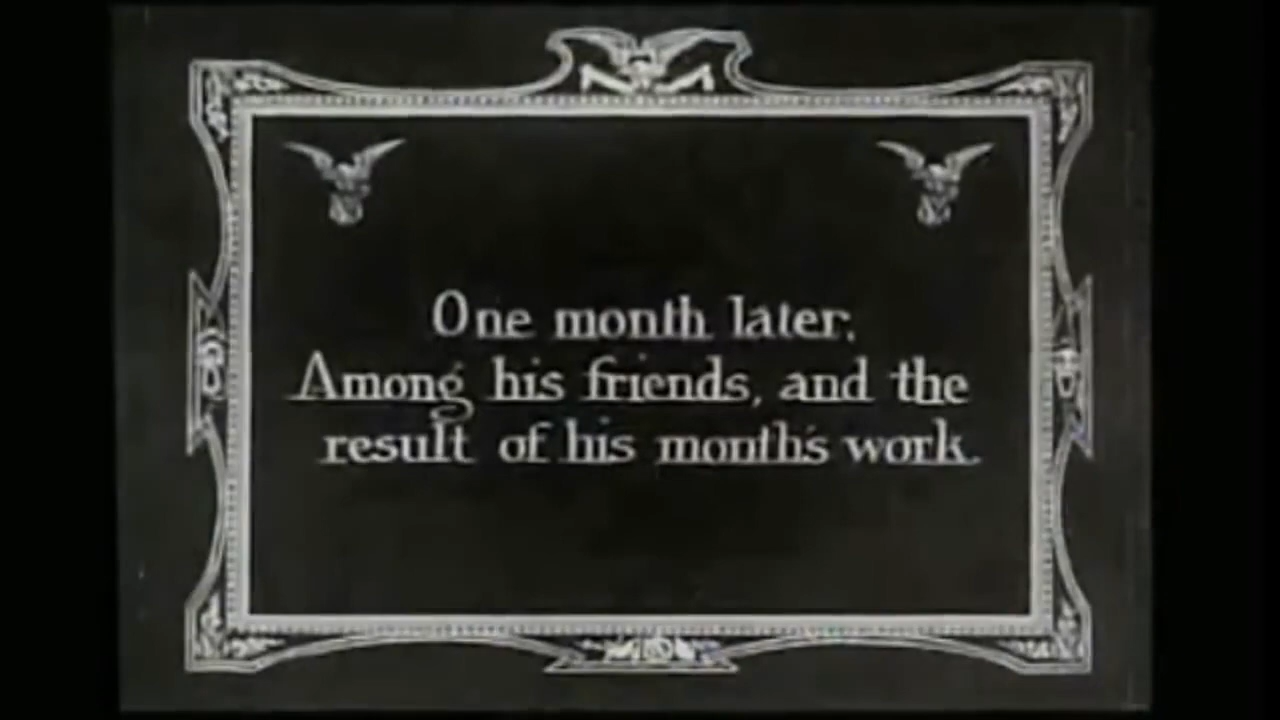 One month later.
Among his friends, and the
result of his month's work.